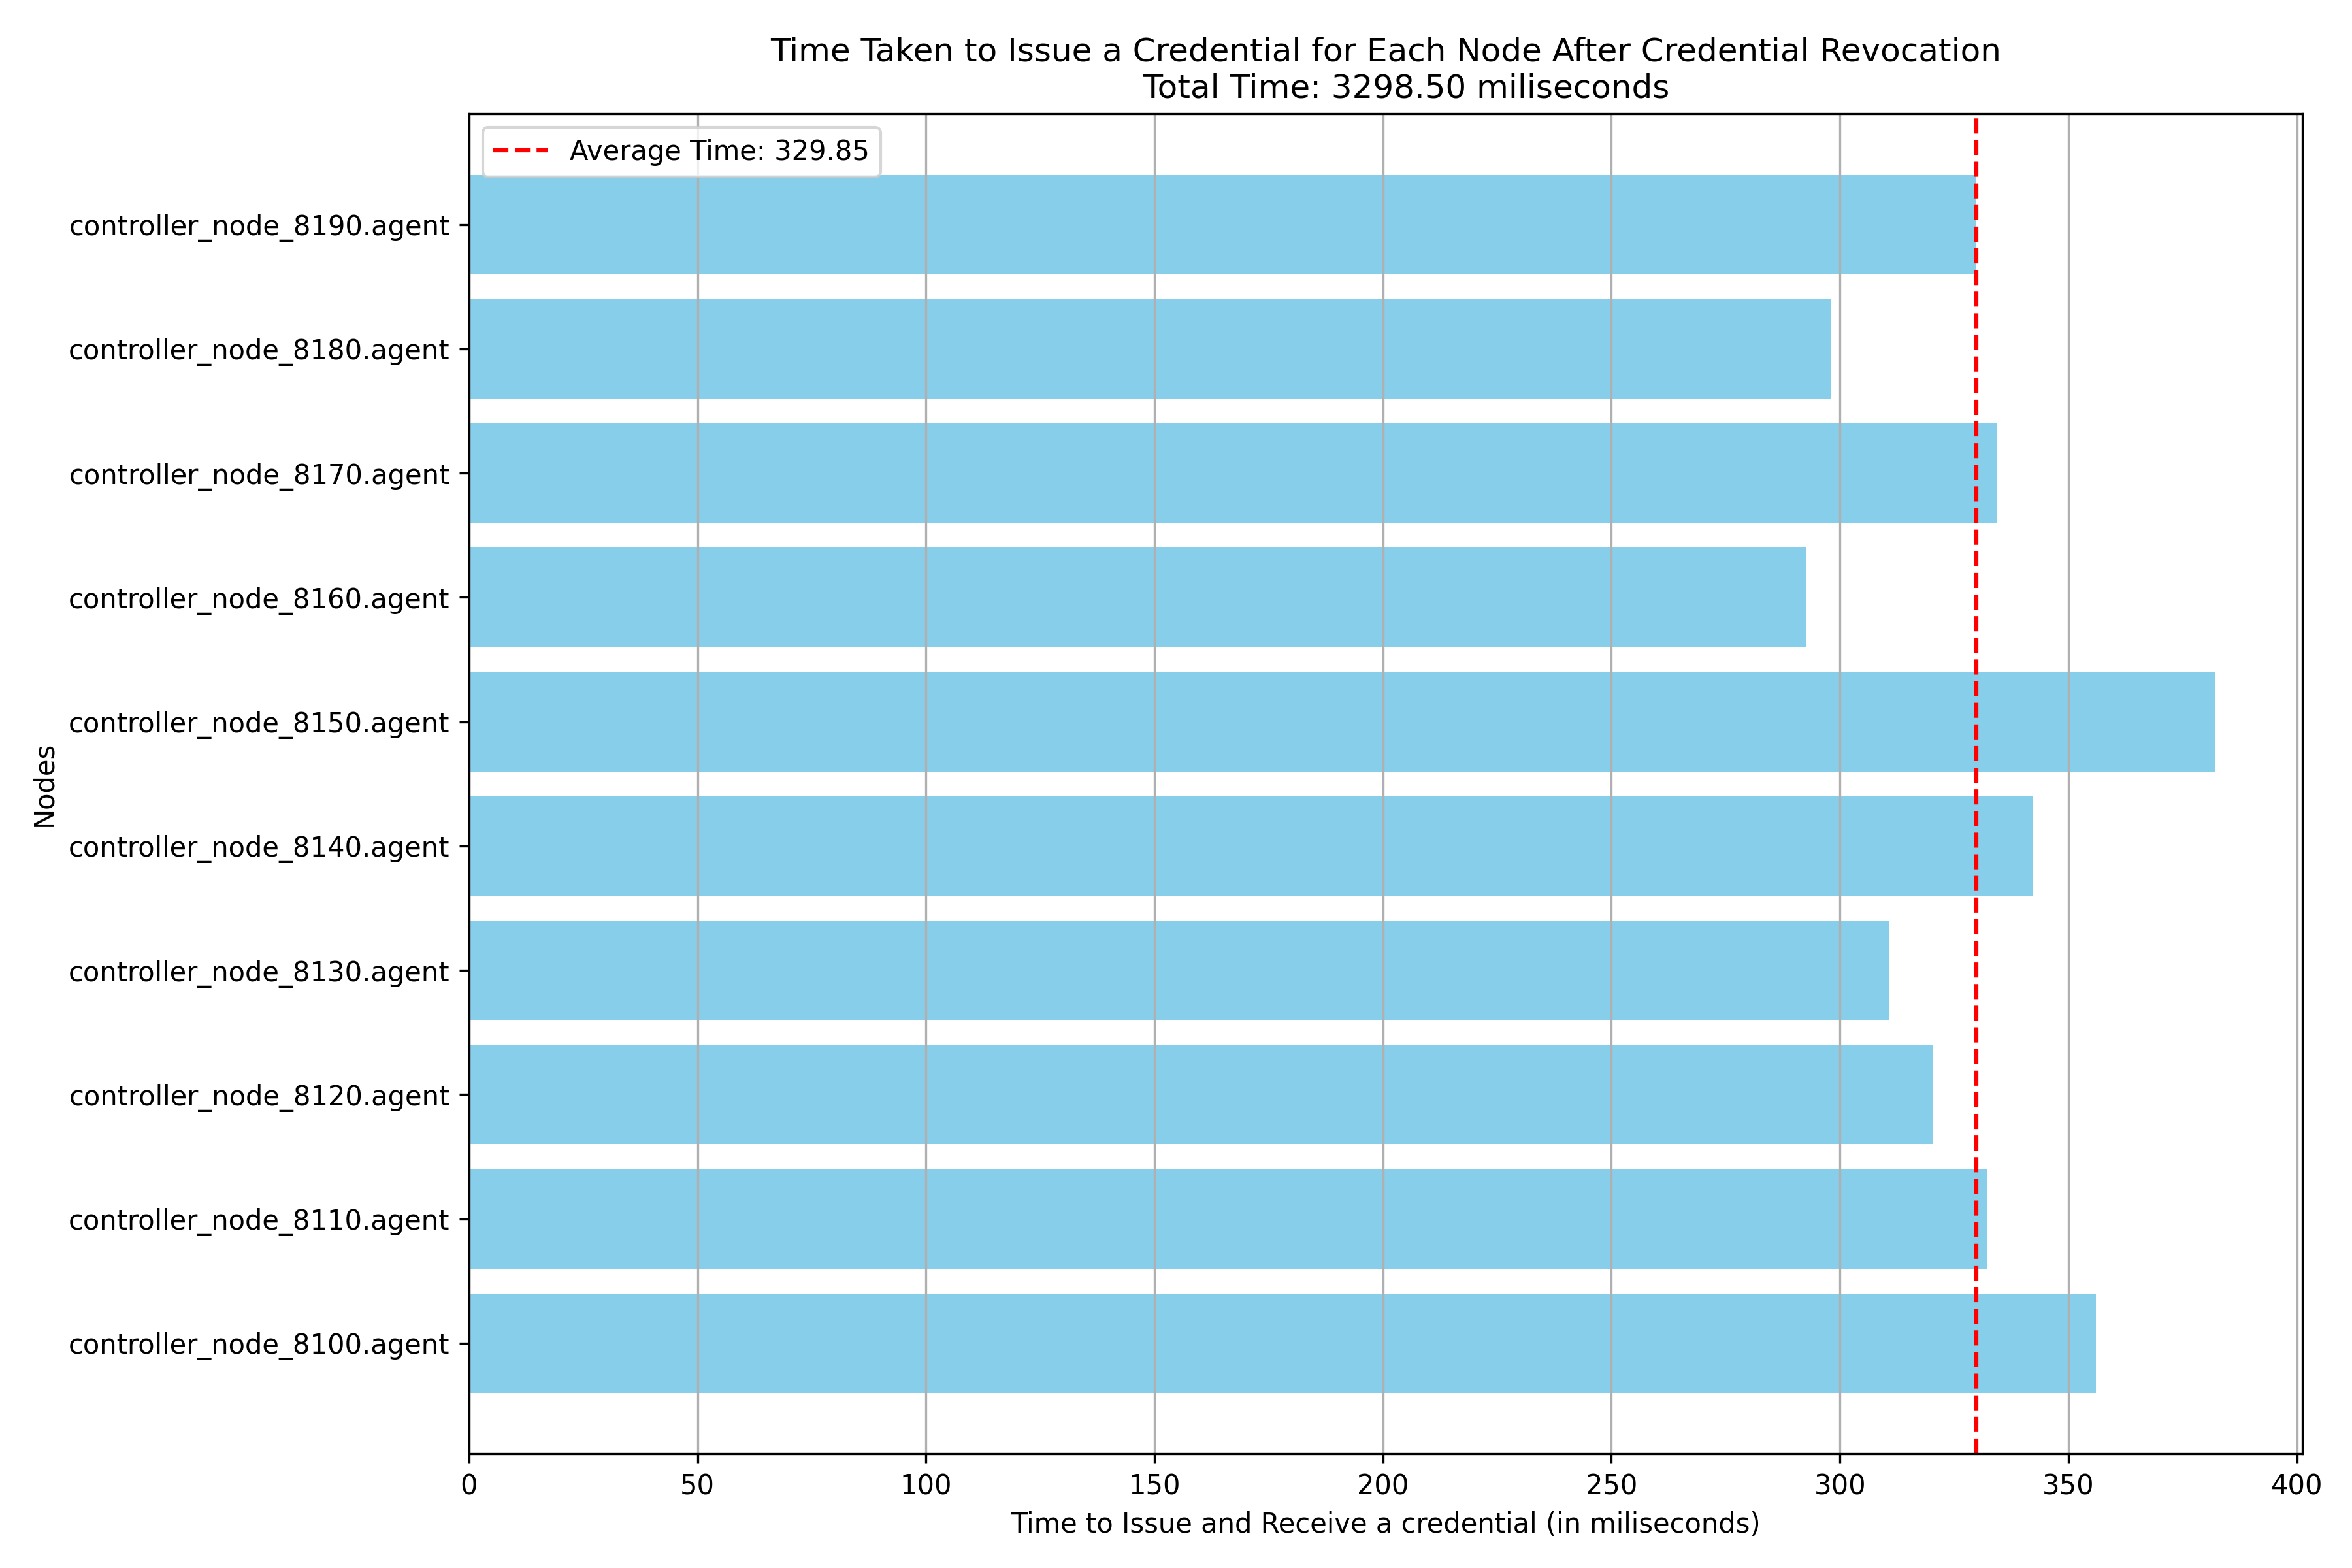 Time Taken to Issue a Credential for Each Node After Credential Revocation
Total Time: 3298.50 miliseconds
Average Time: 329.85
controller_node_8190.agent
controller_node_8180.agent
controller_node_8170.agent
controller_node_8160.agent
controller_node_8150.agent
controller_node_8140.agent
controller_node_8130.agent
controller_node_8120.agent
controller_node_8110.agent
controller_node_8100.agent
Nodes
0 50 100 150 200 250 300 350 400
Time to Issue and Receive a credential (in miliseconds)